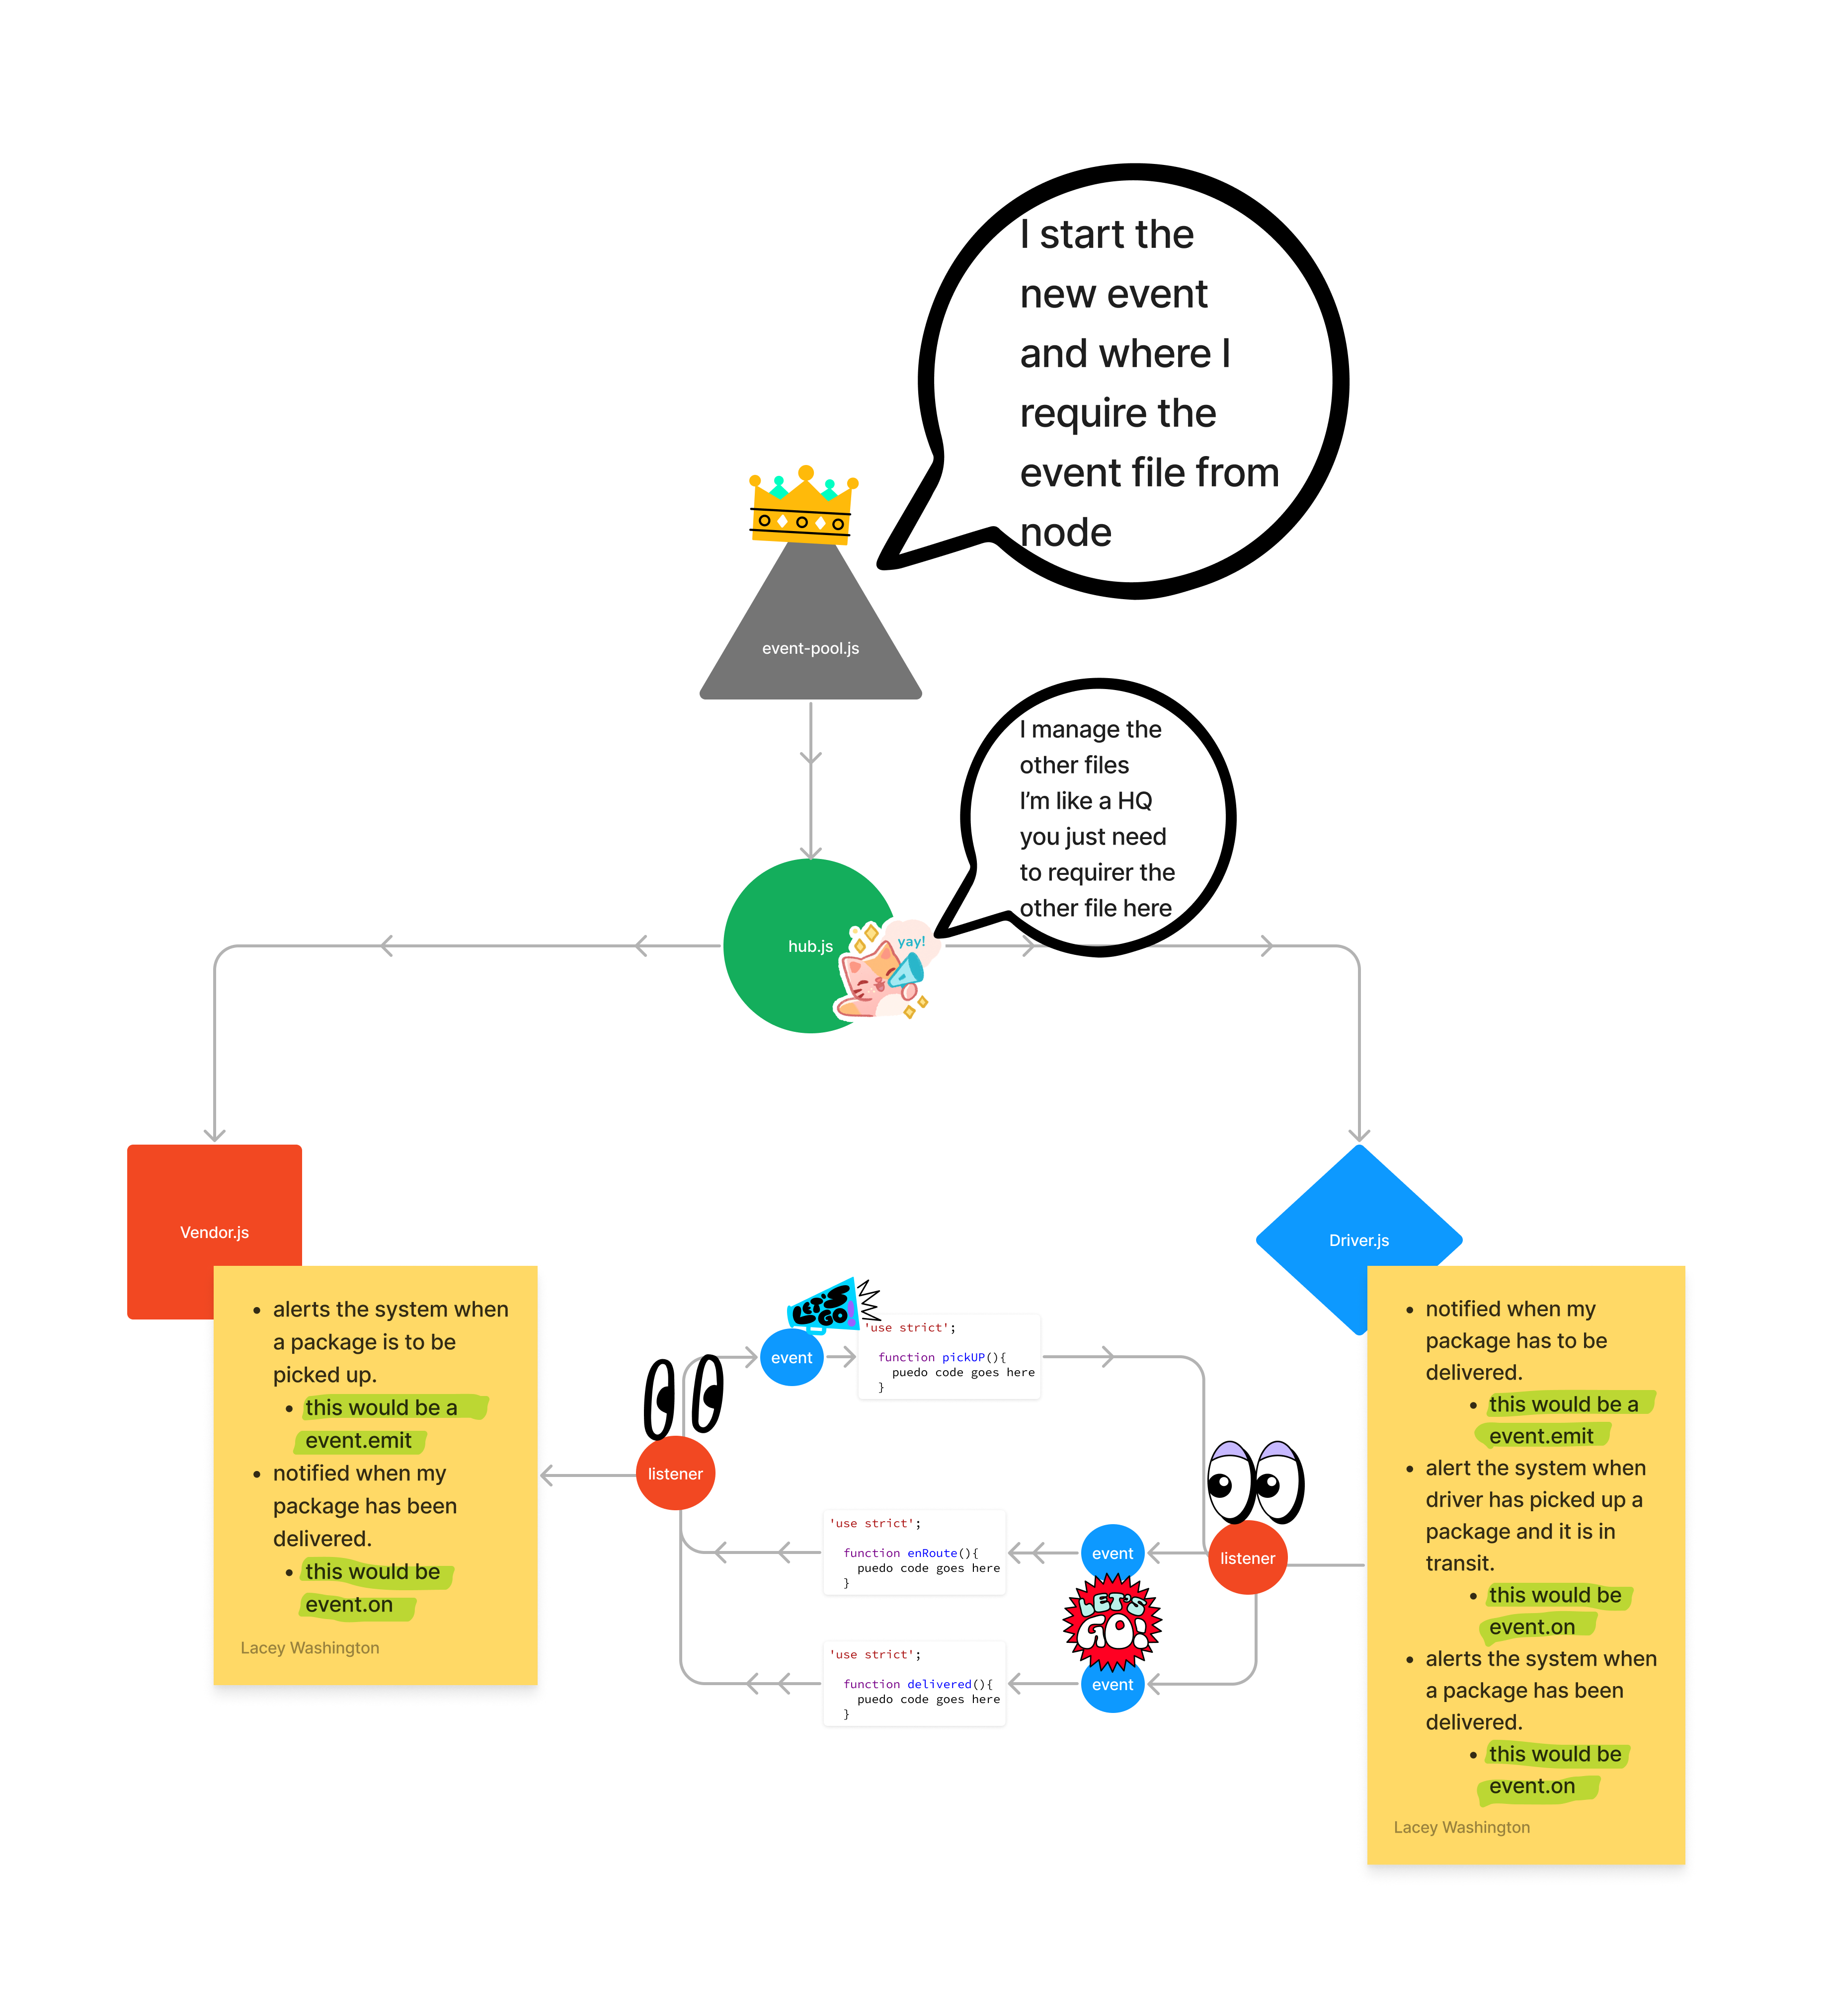 I start the
new event
and where I
require the
event file from
node
event-pool.js
I manage the
other files
I'm like a HQ
you just need
to requirer the
other file here
hub.js
yay!
Vendor.js
Driver.js
• alerts the system when
a package is to be
picked up.
• this would be a
event.emit
• notified when my
package has been
delivered.
• this would be
event.on
Lacey Washington
LET'S
GO!
event
'use strict';
function pickUP(){
puedo code goes here
}
listener
'use strict';
function enRoute(){
puedo code goes here
}
event
listener
LET'S
GO!
'use strict';
function delivered(){
puedo code goes here
}
event
• notified when my
package has to be
delivered.
• this would be a
event.emit
• alert the system when
driver has picked up a
package and it is in
transit.
• this would be
event.on
• alerts the system when
a package has been
delivered.
• this would be
event.on
Lacey Washington